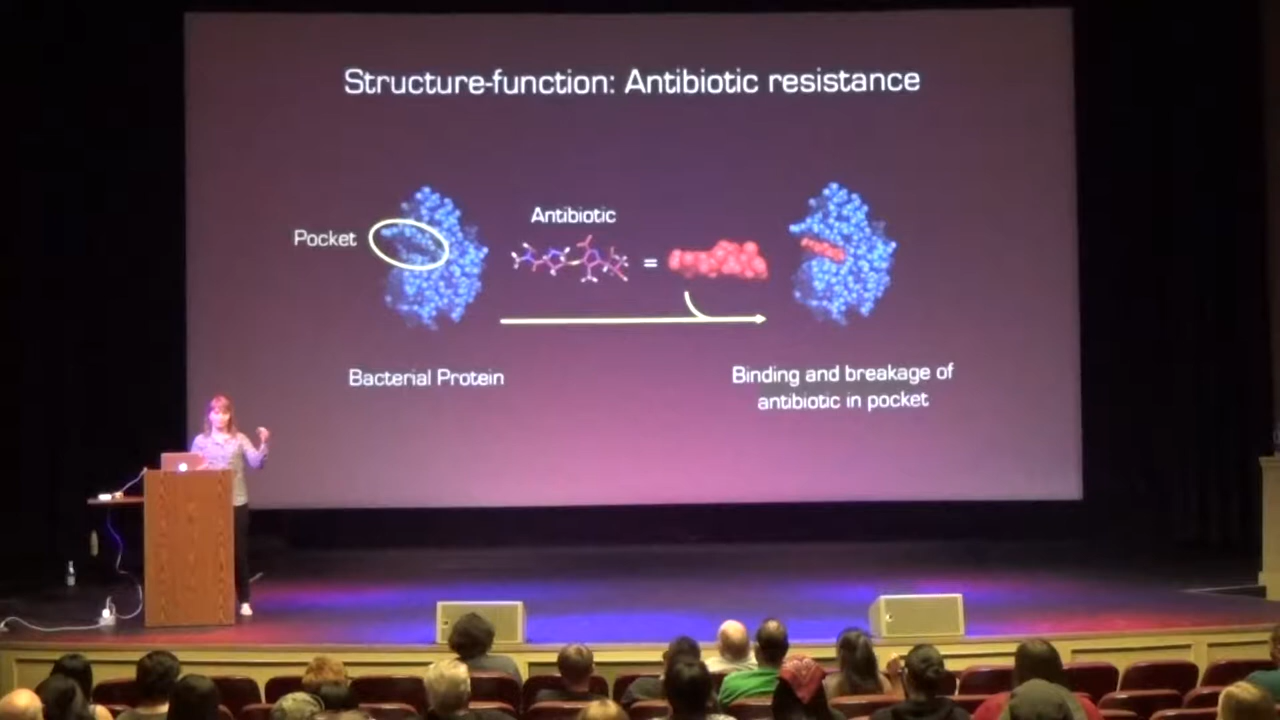 Structure-function: Antibiotic resistance
Antibiotic
Pocket
=
Bacterial Protein
Binding and breakage of
antibiotic in pocket